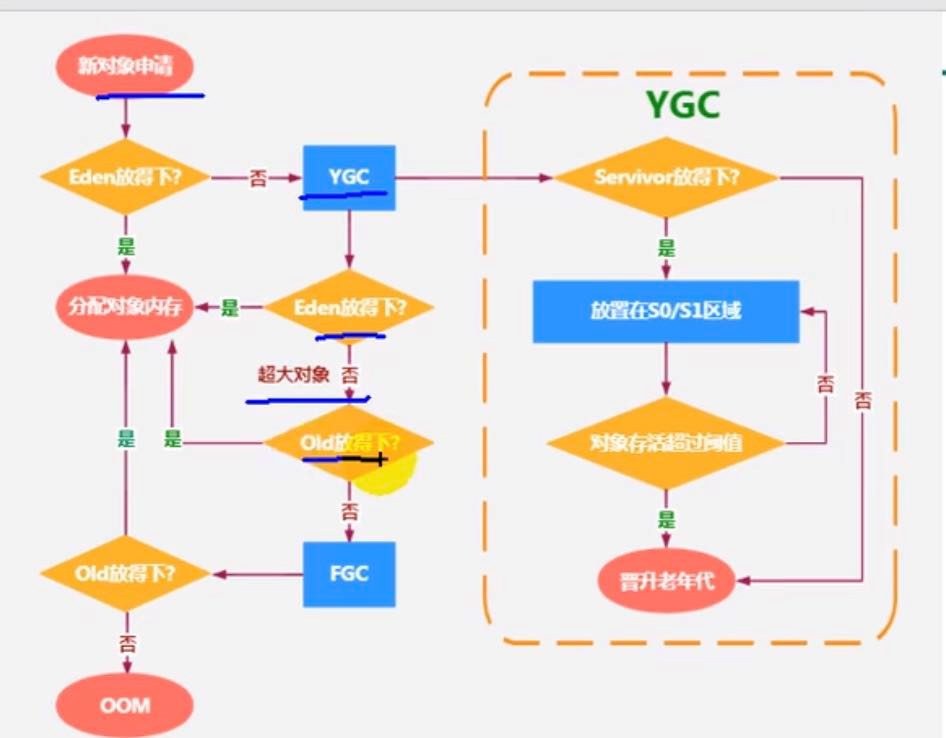 新对象申请
YGC
Eden放得下?
否
YGC
Servivor放得下?
是
是
分配对象内存
是
Eden放得下?
放置在S0/S1区域
超大对象
否
否
否
是
是
Old放得下?
对象存活超过阈值
否
是
Old放得下?
FGC
晋升老年代
否
OOM